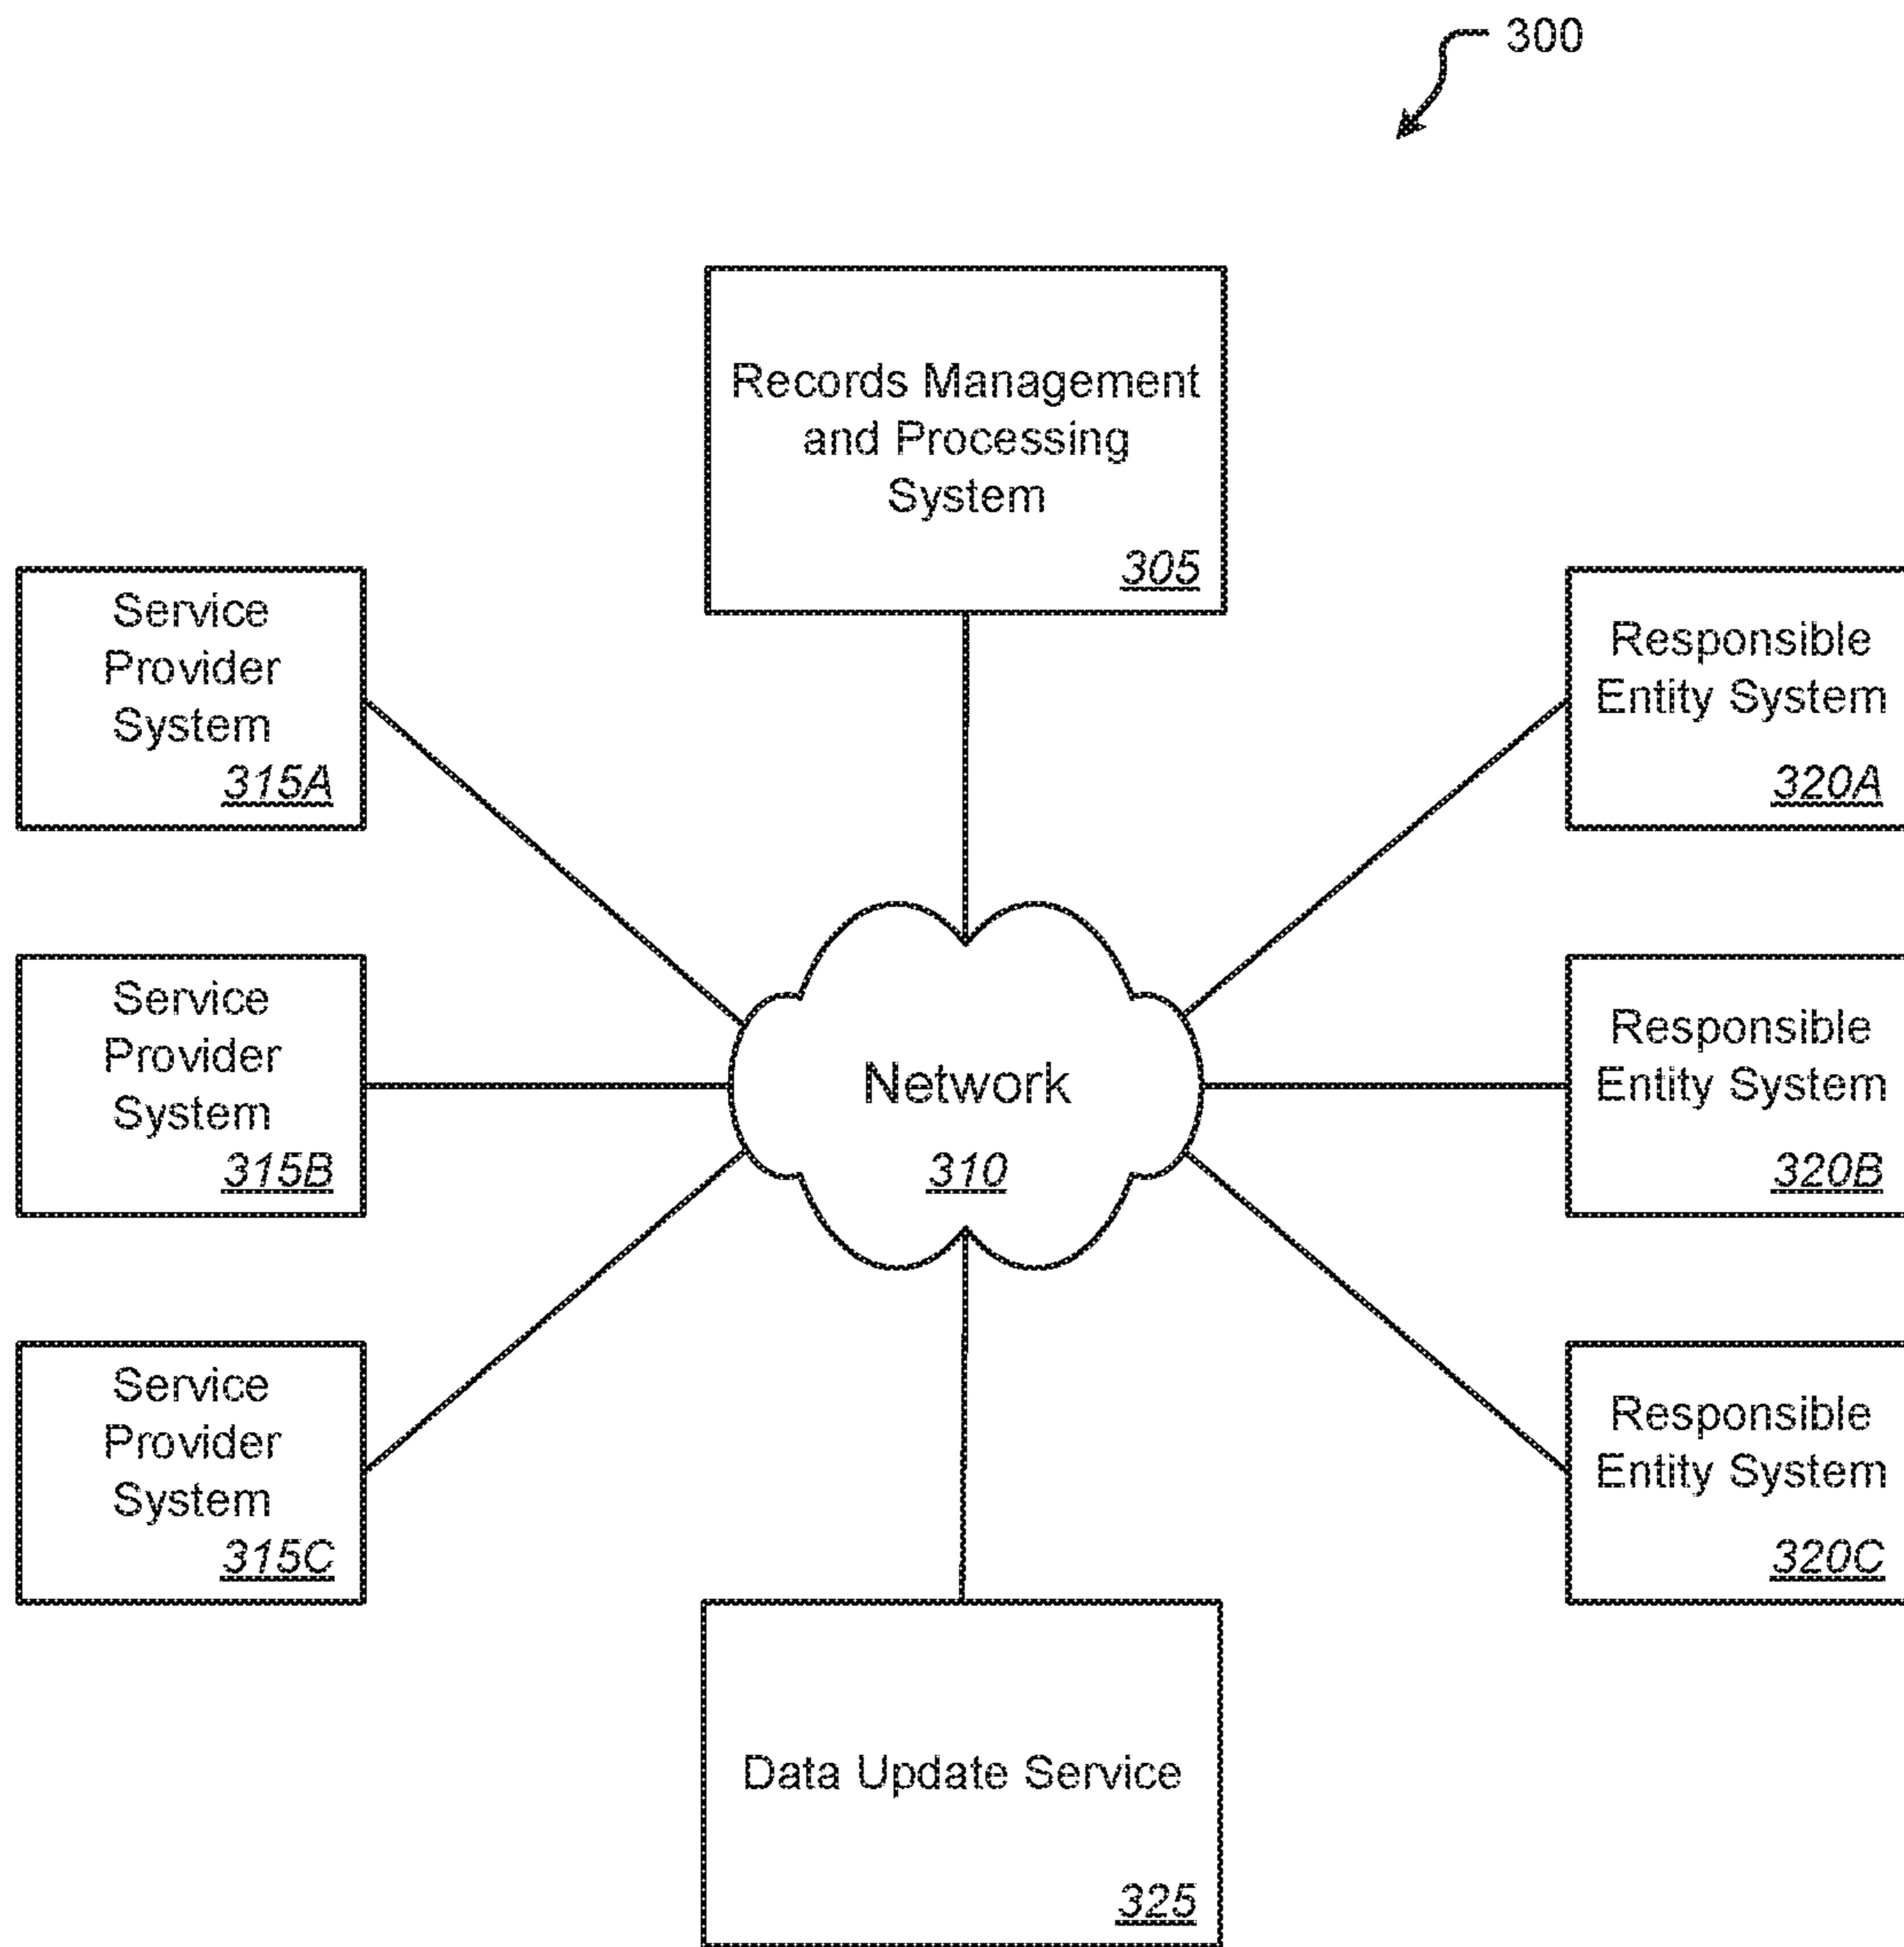 300
Records Management
and Processing
System
305
Service
Provider
System
315A
Responsible
Entity System
320A
Service
Provider
System
315B
Network
310
Responsible
Entity System
320B
Service
Provider
System
315C
Responsible
Entity System
320C
Data Update Service
325